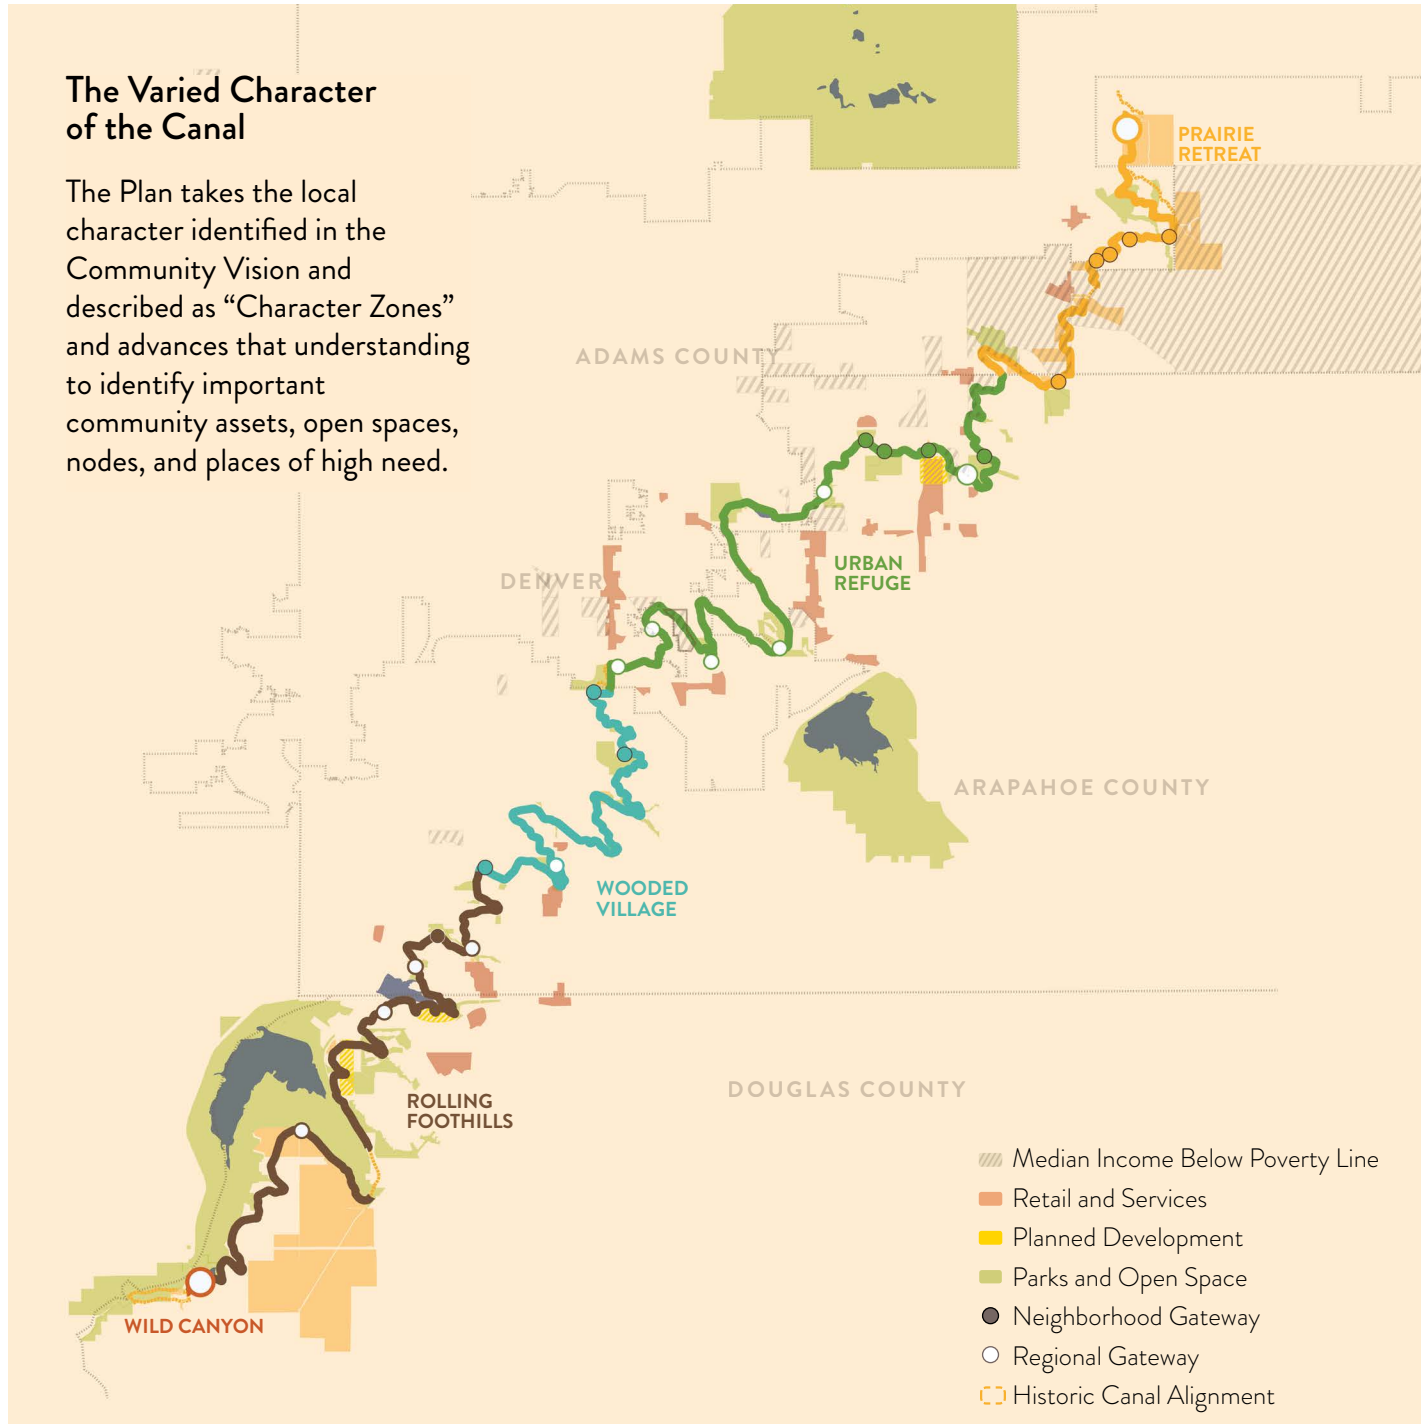 The Varied Character
of the Canal
The Plan takes the local
character identified in the
Community Vision and
described as “Character Zones”
and advances that understanding
to identify important
community assets, open spaces,
nodes, and places of high need.
PRAIRIE
RETREAT
ADAMS COUNTY
URBAN
REFUGE
DENVER
ARAPAHOE COUNTY
WOODED
VILLAGE
DOUGLAS COUNTY
ROLLING
FOOTHILLS
WILD CANYON
Median Income Below Poverty Line
Retail and Services
Planned Development
Parks and Open Space
Neighborhood Gateway
Regional Gateway
Historic Canal Alignment